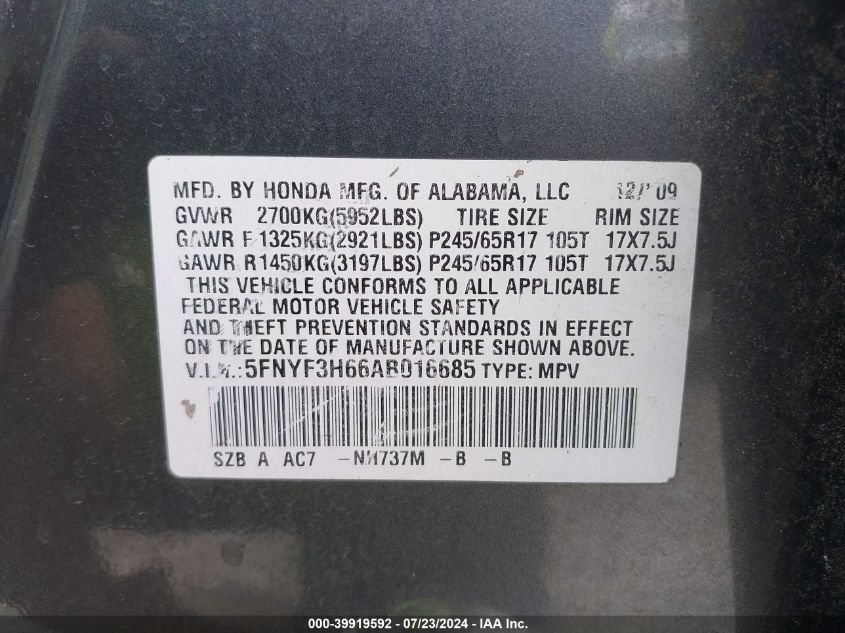 MFD. BY HONDA MFG. OF ALABAMA, LLC 12/'09
GVWR 2700KG(5952LBS) TIRE SIZE RIM SIZE
GAWR F 1325KG(2921LBS) P245/65R17 105T 17X7.5J
GAWR R 1450KG(3197LBS) P245/65R17 105T 17X7.5J
THIS VEHICLE CONFORMS TO ALL APPLICABLE
FEDERAL MOTOR VEHICLE SAFETY
AND THEFT PREVENTION STANDARDS IN EFFECT
ON THE DATE OF MANUFACTURE SHOWN ABOVE.
V.I.N.: 5FNYF3H66AB016685 TYPE: MPV
SZB A AC7 -NH737M -B -B
000-39919592 - 07/23/2024 - IAA Inc.